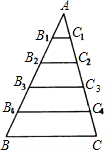 A
B₁ C₁
B₂ C₂
B₃ C₃
B₄ C₄
B C